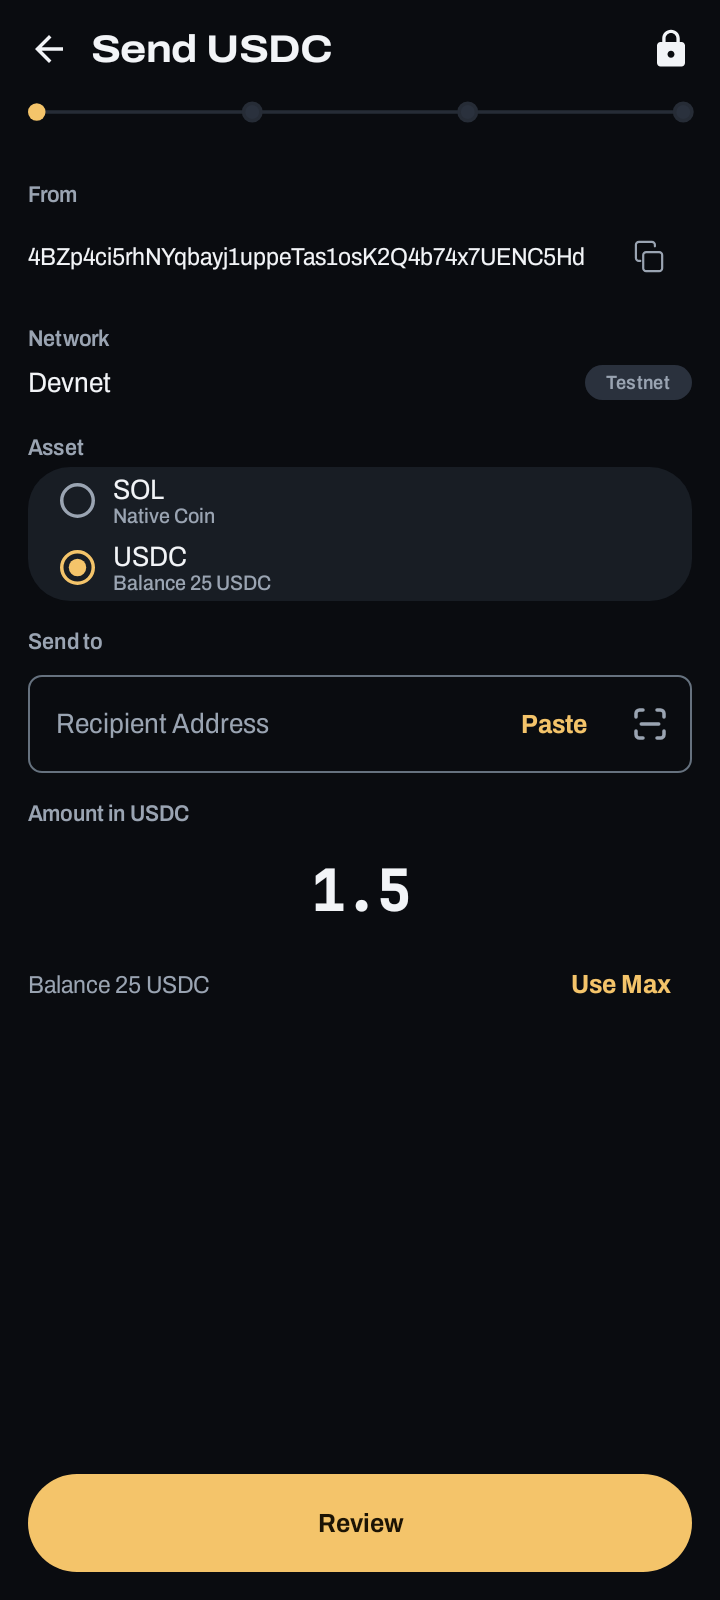 Send USDC
From
4BZp4ci5rhNYqbayj1uppeTas1osK2Q4b74x7UENC5Hd
Network
Devnet
Testnet
Asset
SOL
Native Coin
USDC
Balance 25 USDC
Send to
Recipient Address
Paste
Amount in USDC
1.5
Balance 25 USDC
Use Max
Review